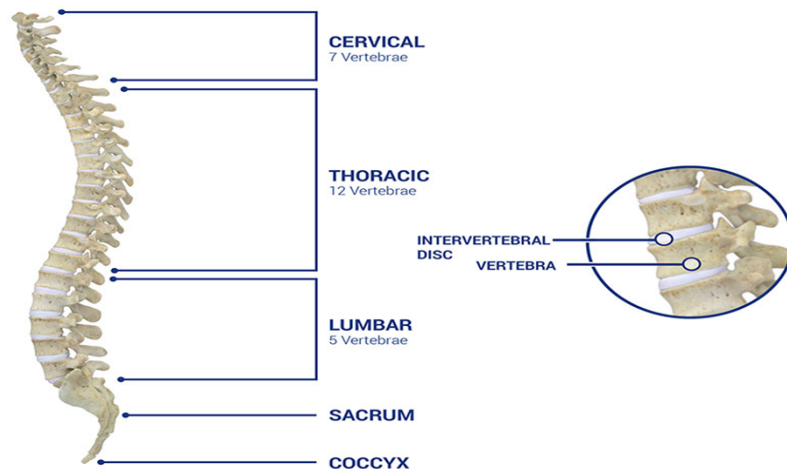 CERVICAL
7 Vertebrae
THORACIC
12 Vertebrae
INTERVERTEBRAL
DISC
VERTEBRA
LUMBAR
5 Vertebrae
SACRUM
COCCYX